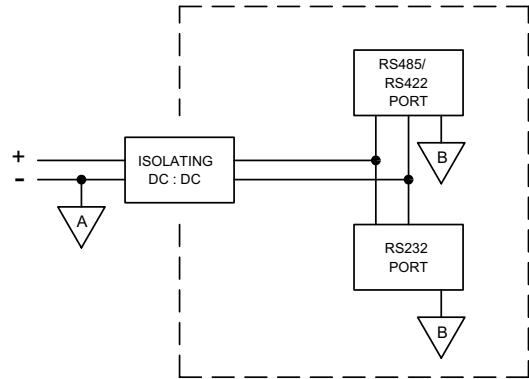 RS485/
RS422
PORT
+
-
ISOLATING
DC : DC
B
A
RS232
PORT
B